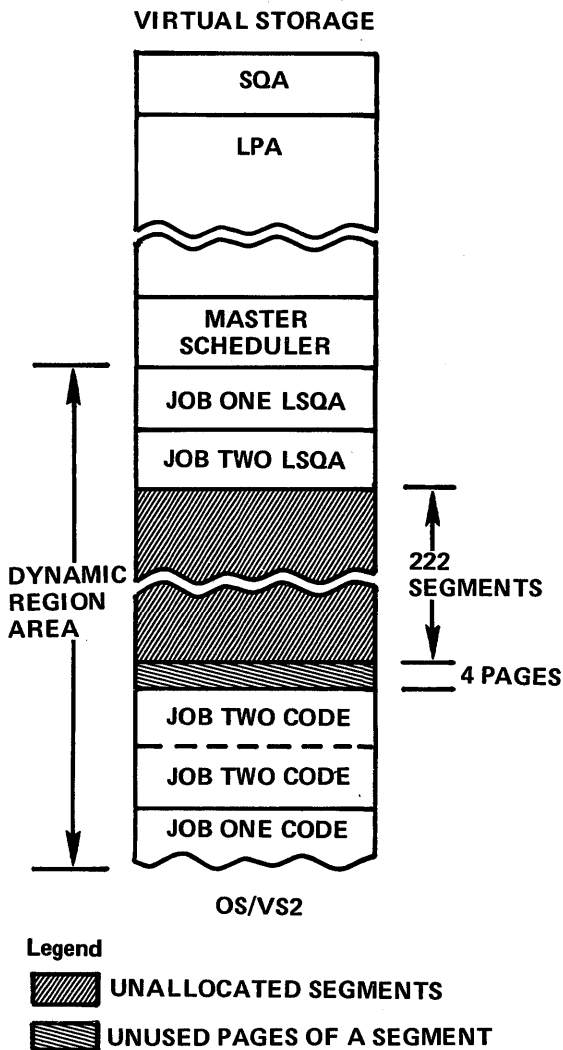 VIRTUAL STORAGE
SQA
LPA
MASTER
SCHEDULER
JOB ONE LSQA
JOB TWO LSQA
222
SEGMENTS
DYNAMIC
REGION
AREA
4 PAGES
JOB TWO CODE
JOB TWO CODE
JOB ONE CODE
OS/VS2
Legend
UNALLOCATED SEGMENTS
UNUSED PAGES OF A SEGMENT